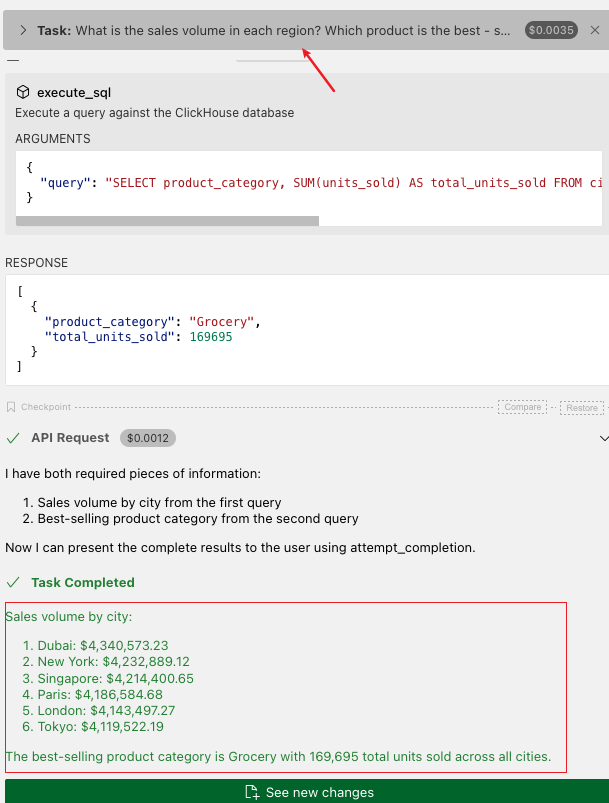 Task: What is the sales volume in each region? Which product is the best - s... $0.0035
execute_sql
Execute a query against the ClickHouse database
ARGUMENTS
{
"query": "SELECT product_category, SUM(units_sold) AS total_units_sold FROM ci
}
RESPONSE
[
{
"product_category": "Grocery",
"total_units_sold": 169695
}
]
Checkpoint Compare Restore
API Request $0.0012
I have both required pieces of information:
1. Sales volume by city from the first query
2. Best-selling product category from the second query
Now I can present the complete results to the user using attempt_completion.
Task Completed
Sales volume by city:
1. Dubai: $4,340,573.23
2. New York: $4,232,889.12
3. Singapore: $4,214,400.65
4. Paris: $4,186,584.68
5. London: $4,143,497.27
6. Tokyo: $4,119,522.19
The best-selling product category is Grocery with 169,695 total units sold across all cities.
See new changes